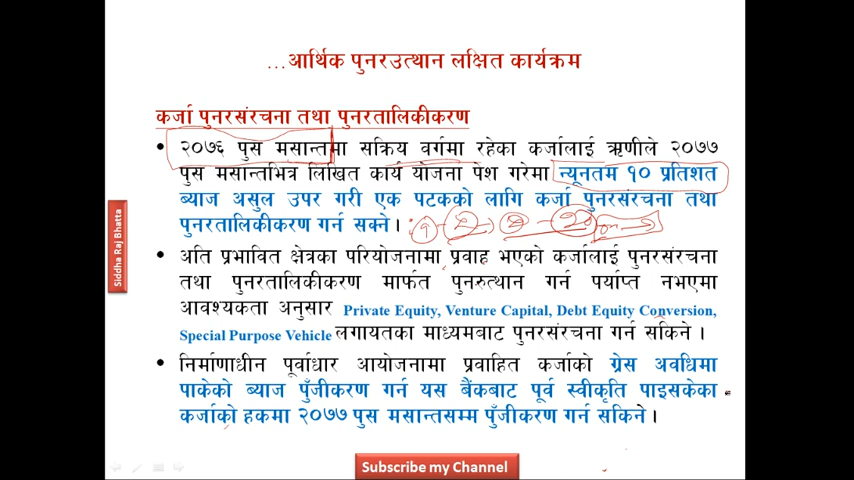 ...आर्थिक पुनरउत्थान लक्षित कार्यक्रम
कर्जा पुनरसंरचना तथा पुनरतालिकीकरण
• २०७६ पुस मसान्तमा सक्रिय वर्गमा रहेका कर्जालाई ऋणीले २०७७
पुस मसान्तभित्र लिखित कार्य योजना पेश गरेमा न्यूनतम १० प्रतिशत
ब्याज असुल उपर गरी एक पटकको लागि कर्जा पुनरसंरचना तथा
पुनरतालिकीकरण गर्न सक्ने।
• अति प्रभावित क्षेत्रका परियोजनामा प्रवाह भएको कर्जालाई पुनरसंरचना
तथा पुनरतालिकीकरण मार्फत पुनरुत्थान गर्न पर्याप्त नभएमा
आवश्यकता अनुसार Private Equity, Venture Capital, Debt Equity Conversion,
Special Purpose Vehicle लगायतका माध्यमबाट पुनरसंरचना गर्न सकिने ।
• निर्माणाधीन पूर्वाधार आयोजनामा प्रवाहित कर्जाको ग्रेस अवधिमा
पाकेको ब्याज पुँजीकरण गर्न यस बैंकबाट पूर्व स्वीकृति पाइसकेका
कर्जाको हकमा २०७७ पुस मसान्तसम्म पुँजीकरण गर्न सकिने ।
Siddha Raj Bhatta
Subscribe my Channel